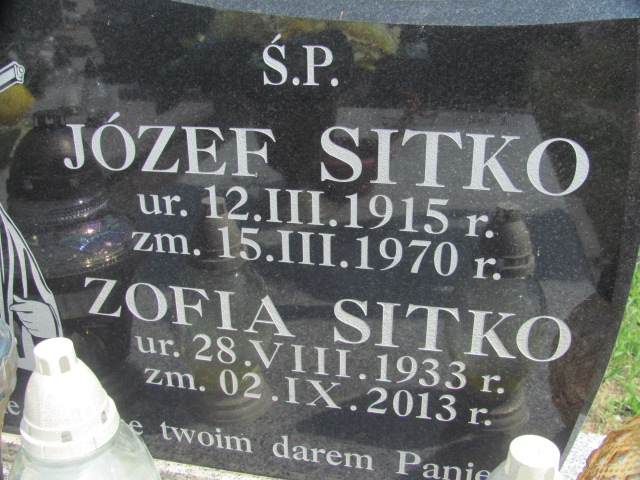 Ś.P.
JÓZEF SITKO
ur. 12.III.1915 r.
zm. 15.III.1970 r.
ZOFIA SITKO
ur. 28.VIII.1933 r.
zm. 02.IX.2013 r.
twoim darem Panie